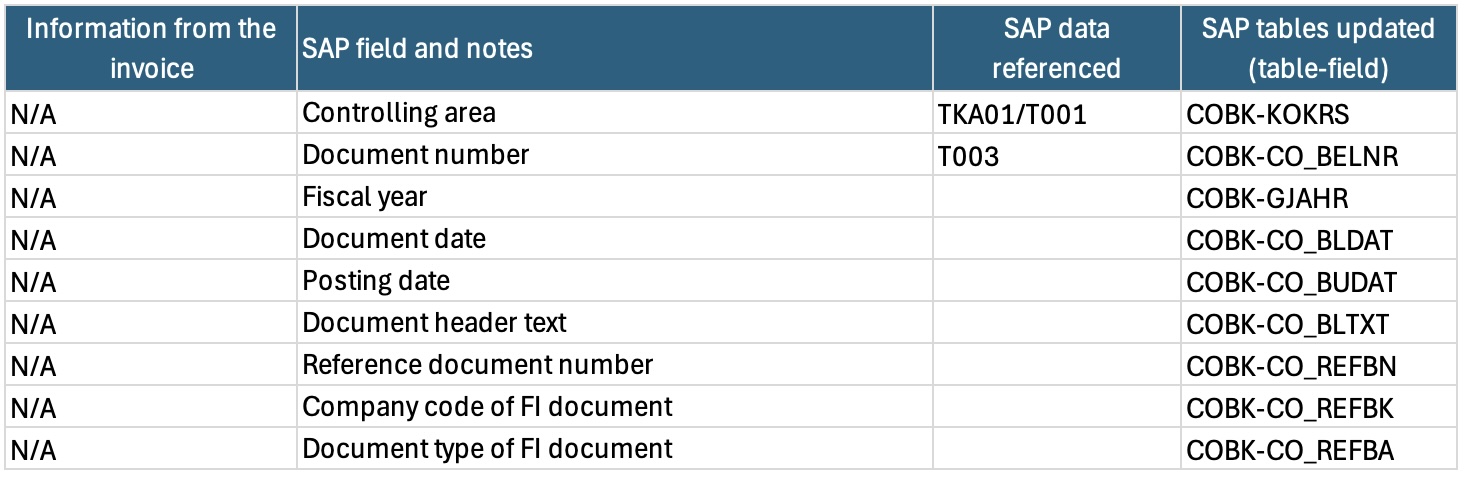 Information from the invoice SAP field and notes SAP data referenced SAP tables updated (table-field)
N/A Controlling area TKA01/T001 COBK-KOKRS
N/A Document number T003 COBK-CO_BELNR
N/A Fiscal year COBK-GJAHR
N/A Document date COBK-CO_BLDAT
N/A Posting date COBK-CO_BUDAT
N/A Document header text COBK-CO_BLTXT
N/A Reference document number COBK-CO_REFBN
N/A Company code of FI document COBK-CO_REFBK
N/A Document type of FI document COBK-CO_REFBA